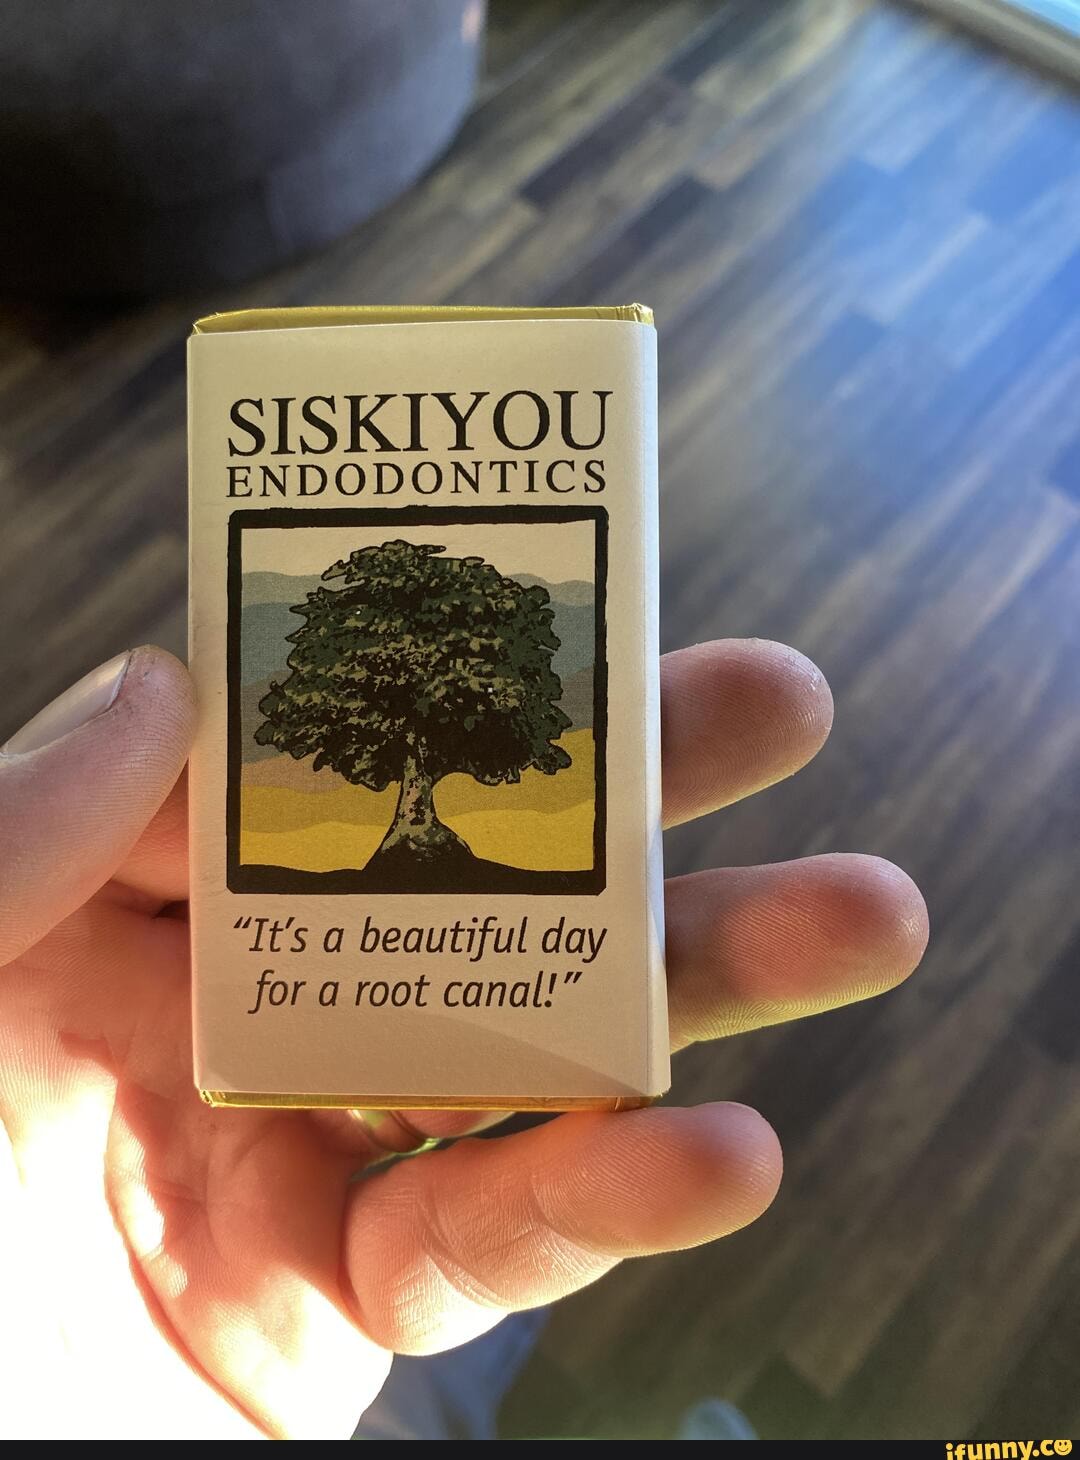 SISKIYOU
ENDODONTICS
“It's a beautiful day
for a root canal!”
ifunny.co